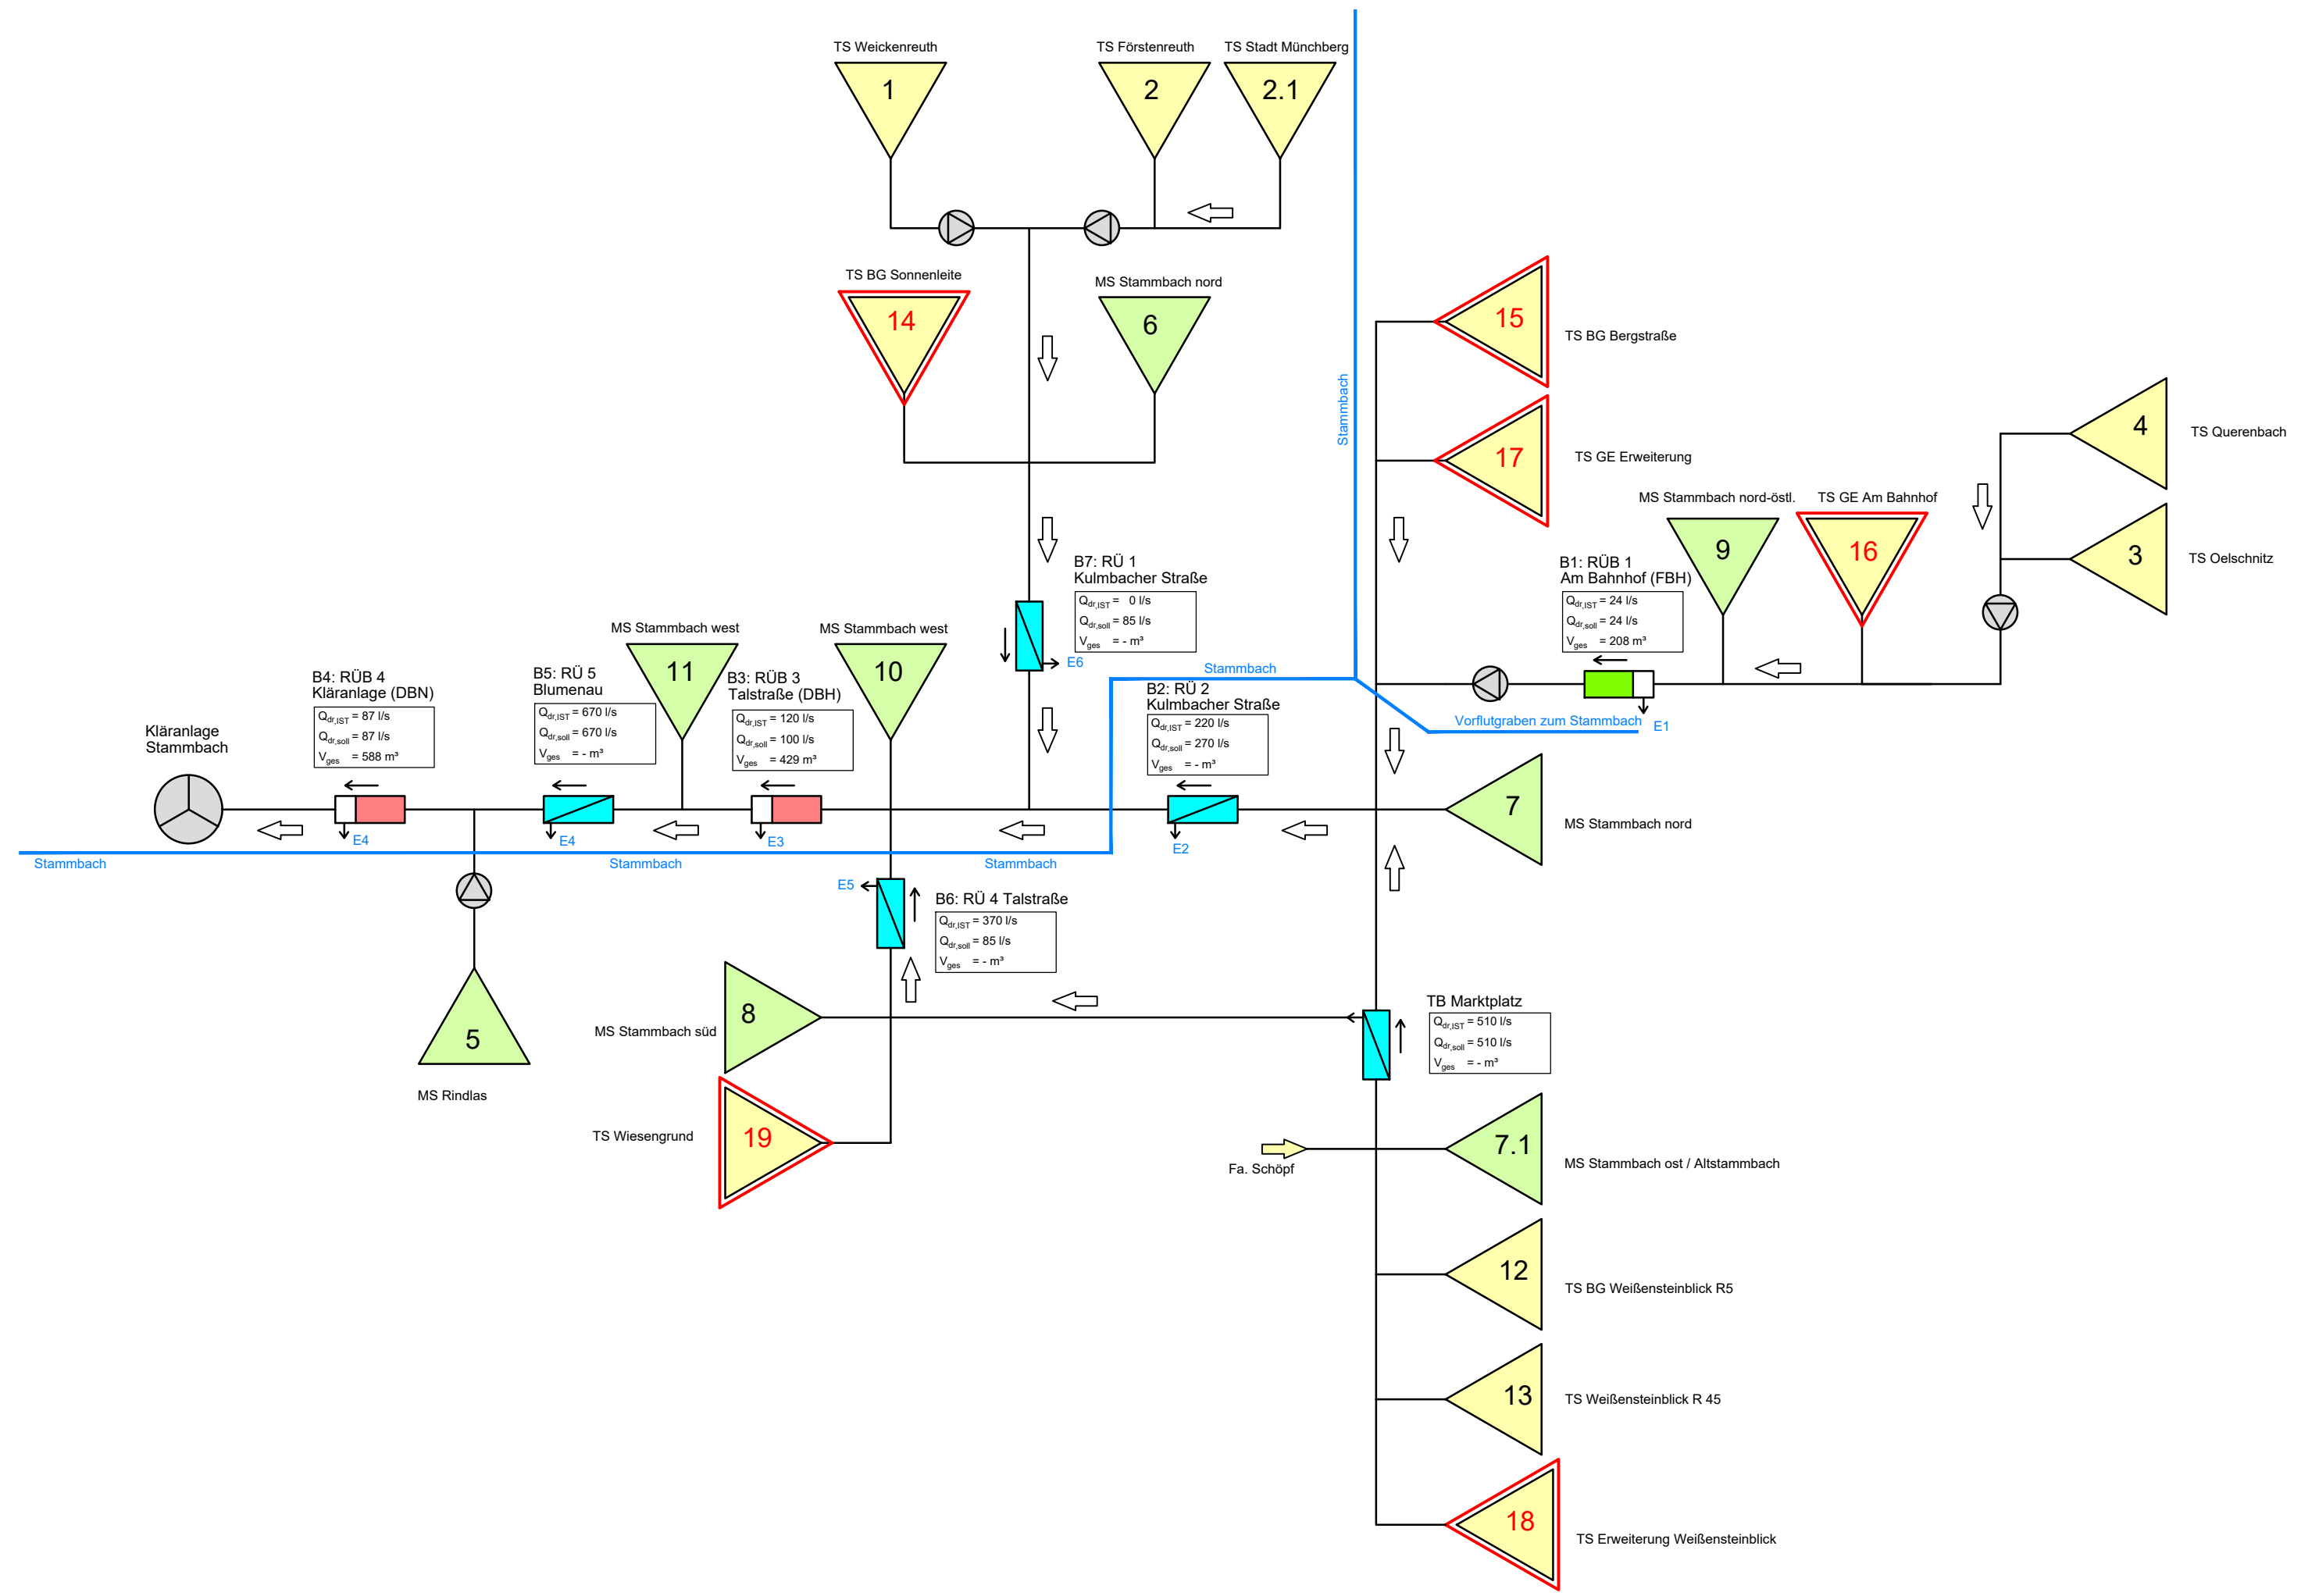 TS Weickenreuth
1
TS Förstenreuth
2
TS Stadt Münchberg
2.1
TS BG Sonnenleite
14
MS Stammbach nord
6
Stammbach
15
TS BG Bergstraße
17
TS GE Erweiterung
4
TS Querenbach
3
TS Oelschnitz
MS Stammbach nord-östl.
9
TS GE Am Bahnhof
16
B1: RÜB 1
Am Bahnhof (FBH)
Qdr,IST = 24 l/s
Qdr,soll = 24 l/s
Vges = 208 m³
E1
Vorflutgraben zum Stammbach
B7: RÜ 1
Kulmbacher Straße
Qdr,IST = 0 l/s
Qdr,soll = 85 l/s
Vges = - m³
E6
Stammbach
B2: RÜ 2
Kulmbacher Straße
Qdr,IST = 220 l/s
Qdr,soll = 270 l/s
Vges = - m³
E2
MS Stammbach west
11
MS Stammbach west
10
B3: RÜB 3
Talstraße (DBH)
Qdr,IST = 120 l/s
Qdr,soll = 100 l/s
Vges = 429 m³
E3
B5: RÜ 5
Blumenau
Qdr,IST = 670 l/s
Qdr,soll = 670 l/s
Vges = - m³
E4
B4: RÜB 4
Kläranlage (DBN)
Qdr,IST = 87 l/s
Qdr,soll = 87 l/s
Vges = 588 m³
E4
Kläranlage
Stammbach
7
MS Stammbach nord
Stammbach
Stammbach
Stammbach
E5
B6: RÜ 4 Talstraße
Qdr,IST = 370 l/s
Qdr,soll = 85 l/s
Vges = - m³
5
MS Rindlas
8
MS Stammbach süd
19
TS Wiesengrund
TB Marktplatz
Qdr,IST = 510 l/s
Qdr,soll = 510 l/s
Vges = - m³
Fa. Schöpf
7.1
MS Stammbach ost / Altstammbach
12
TS BG Weißensteinblick R5
13
TS Weißensteinblick R 45
18
TS Erweiterung Weißensteinblick